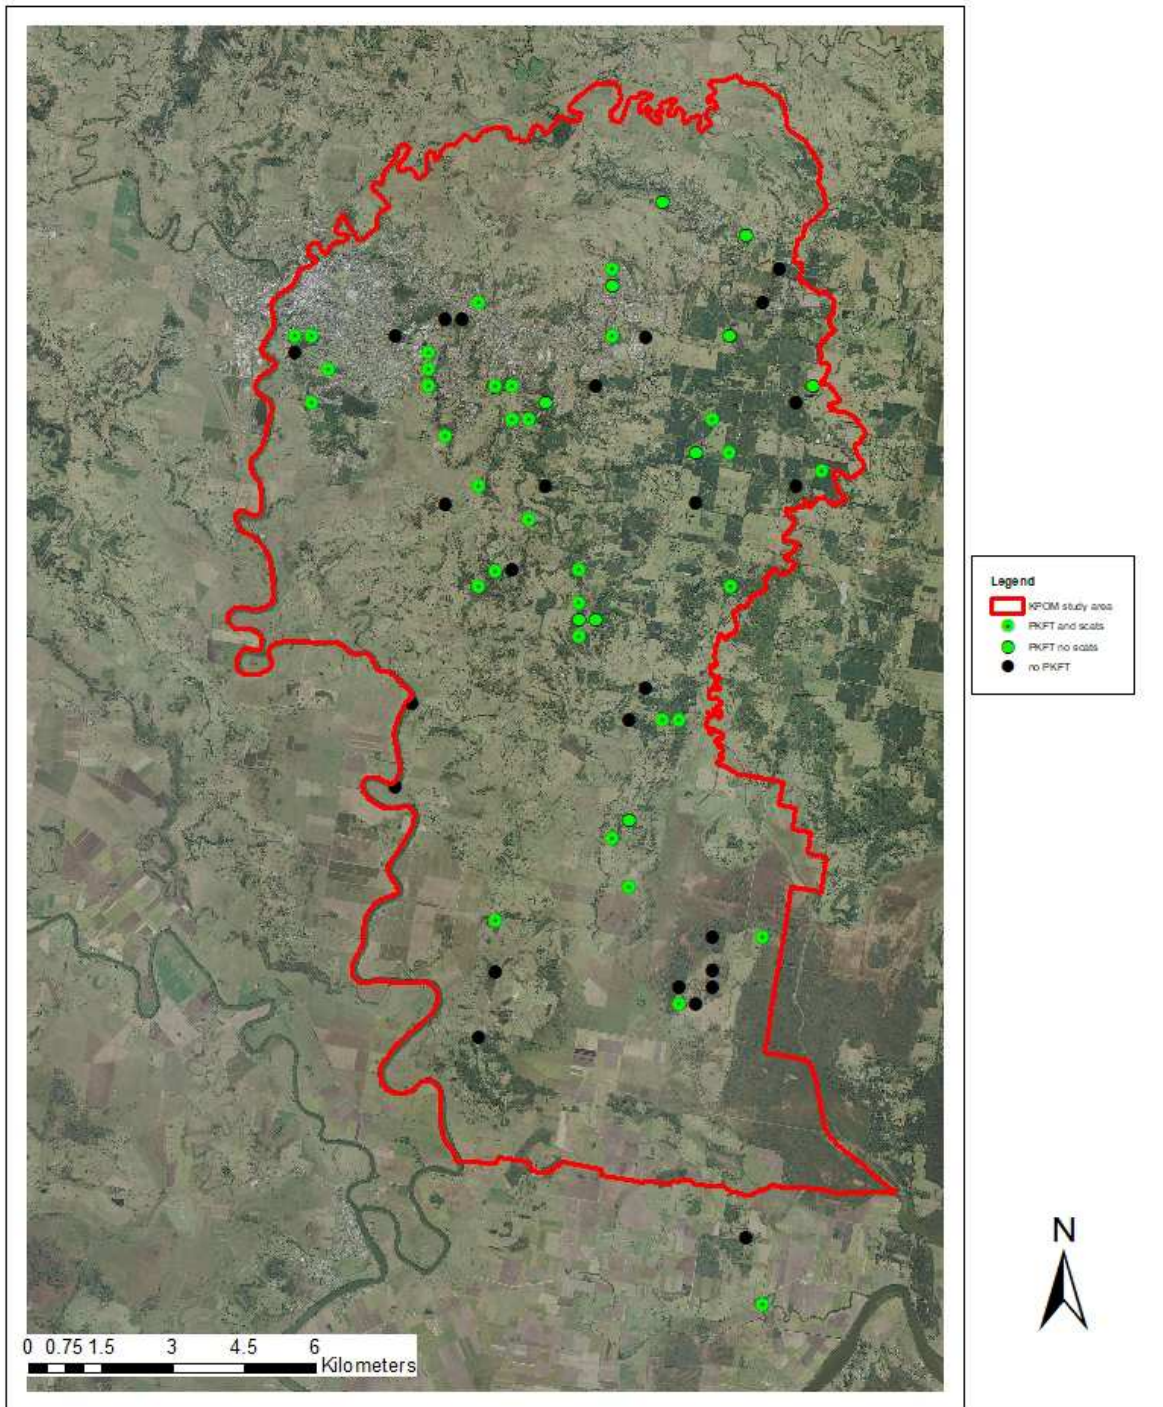 Legend
KPOM study area
PKFT and scats
PKFT no scats
no PKFT
N
0 0.75 1.5 3 4.5 6
Kilometers